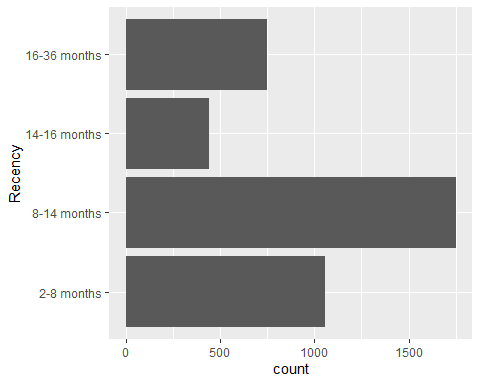 16-36 months
14-16 months
8-14 months
2-8 months
Recency
0 500 1000 1500
count